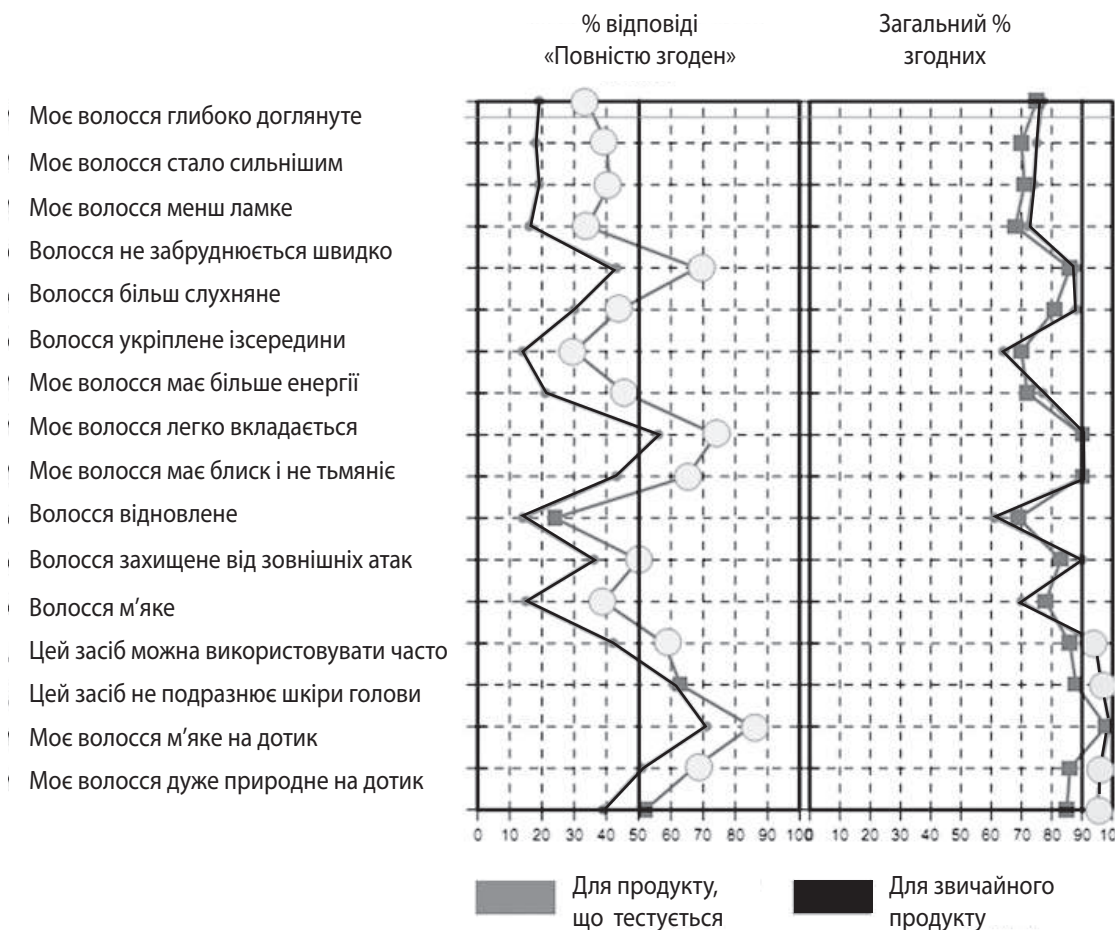 % відповіді
«Повністю згоден»
Загальний %
згодних
Моє волосся глибоко доглянуте
Моє волосся стало сильнішим
Моє волосся менш ламке
Волосся не забруднюється швидко
Волосся більш слухняне
Волосся укріплене ізсередини
Моє волосся має більше енергії
Моє волосся легко вкладається
Моє волосся має блиск і не тьмяніє
Волосся відновлене
Волосся захищене від зовнішніх атак
Волосся м’яке
Цей засіб можна використовувати часто
Цей засіб не подразнює шкіри голови
Моє волосся м’яке на дотик
Моє волосся дуже природне на дотик
0 10 20 30 40 50 60 70 80 90 100 10 20 30 40 50 60 70 80 90 10
Для продукту,
що тестується
Для звичайного
продукту